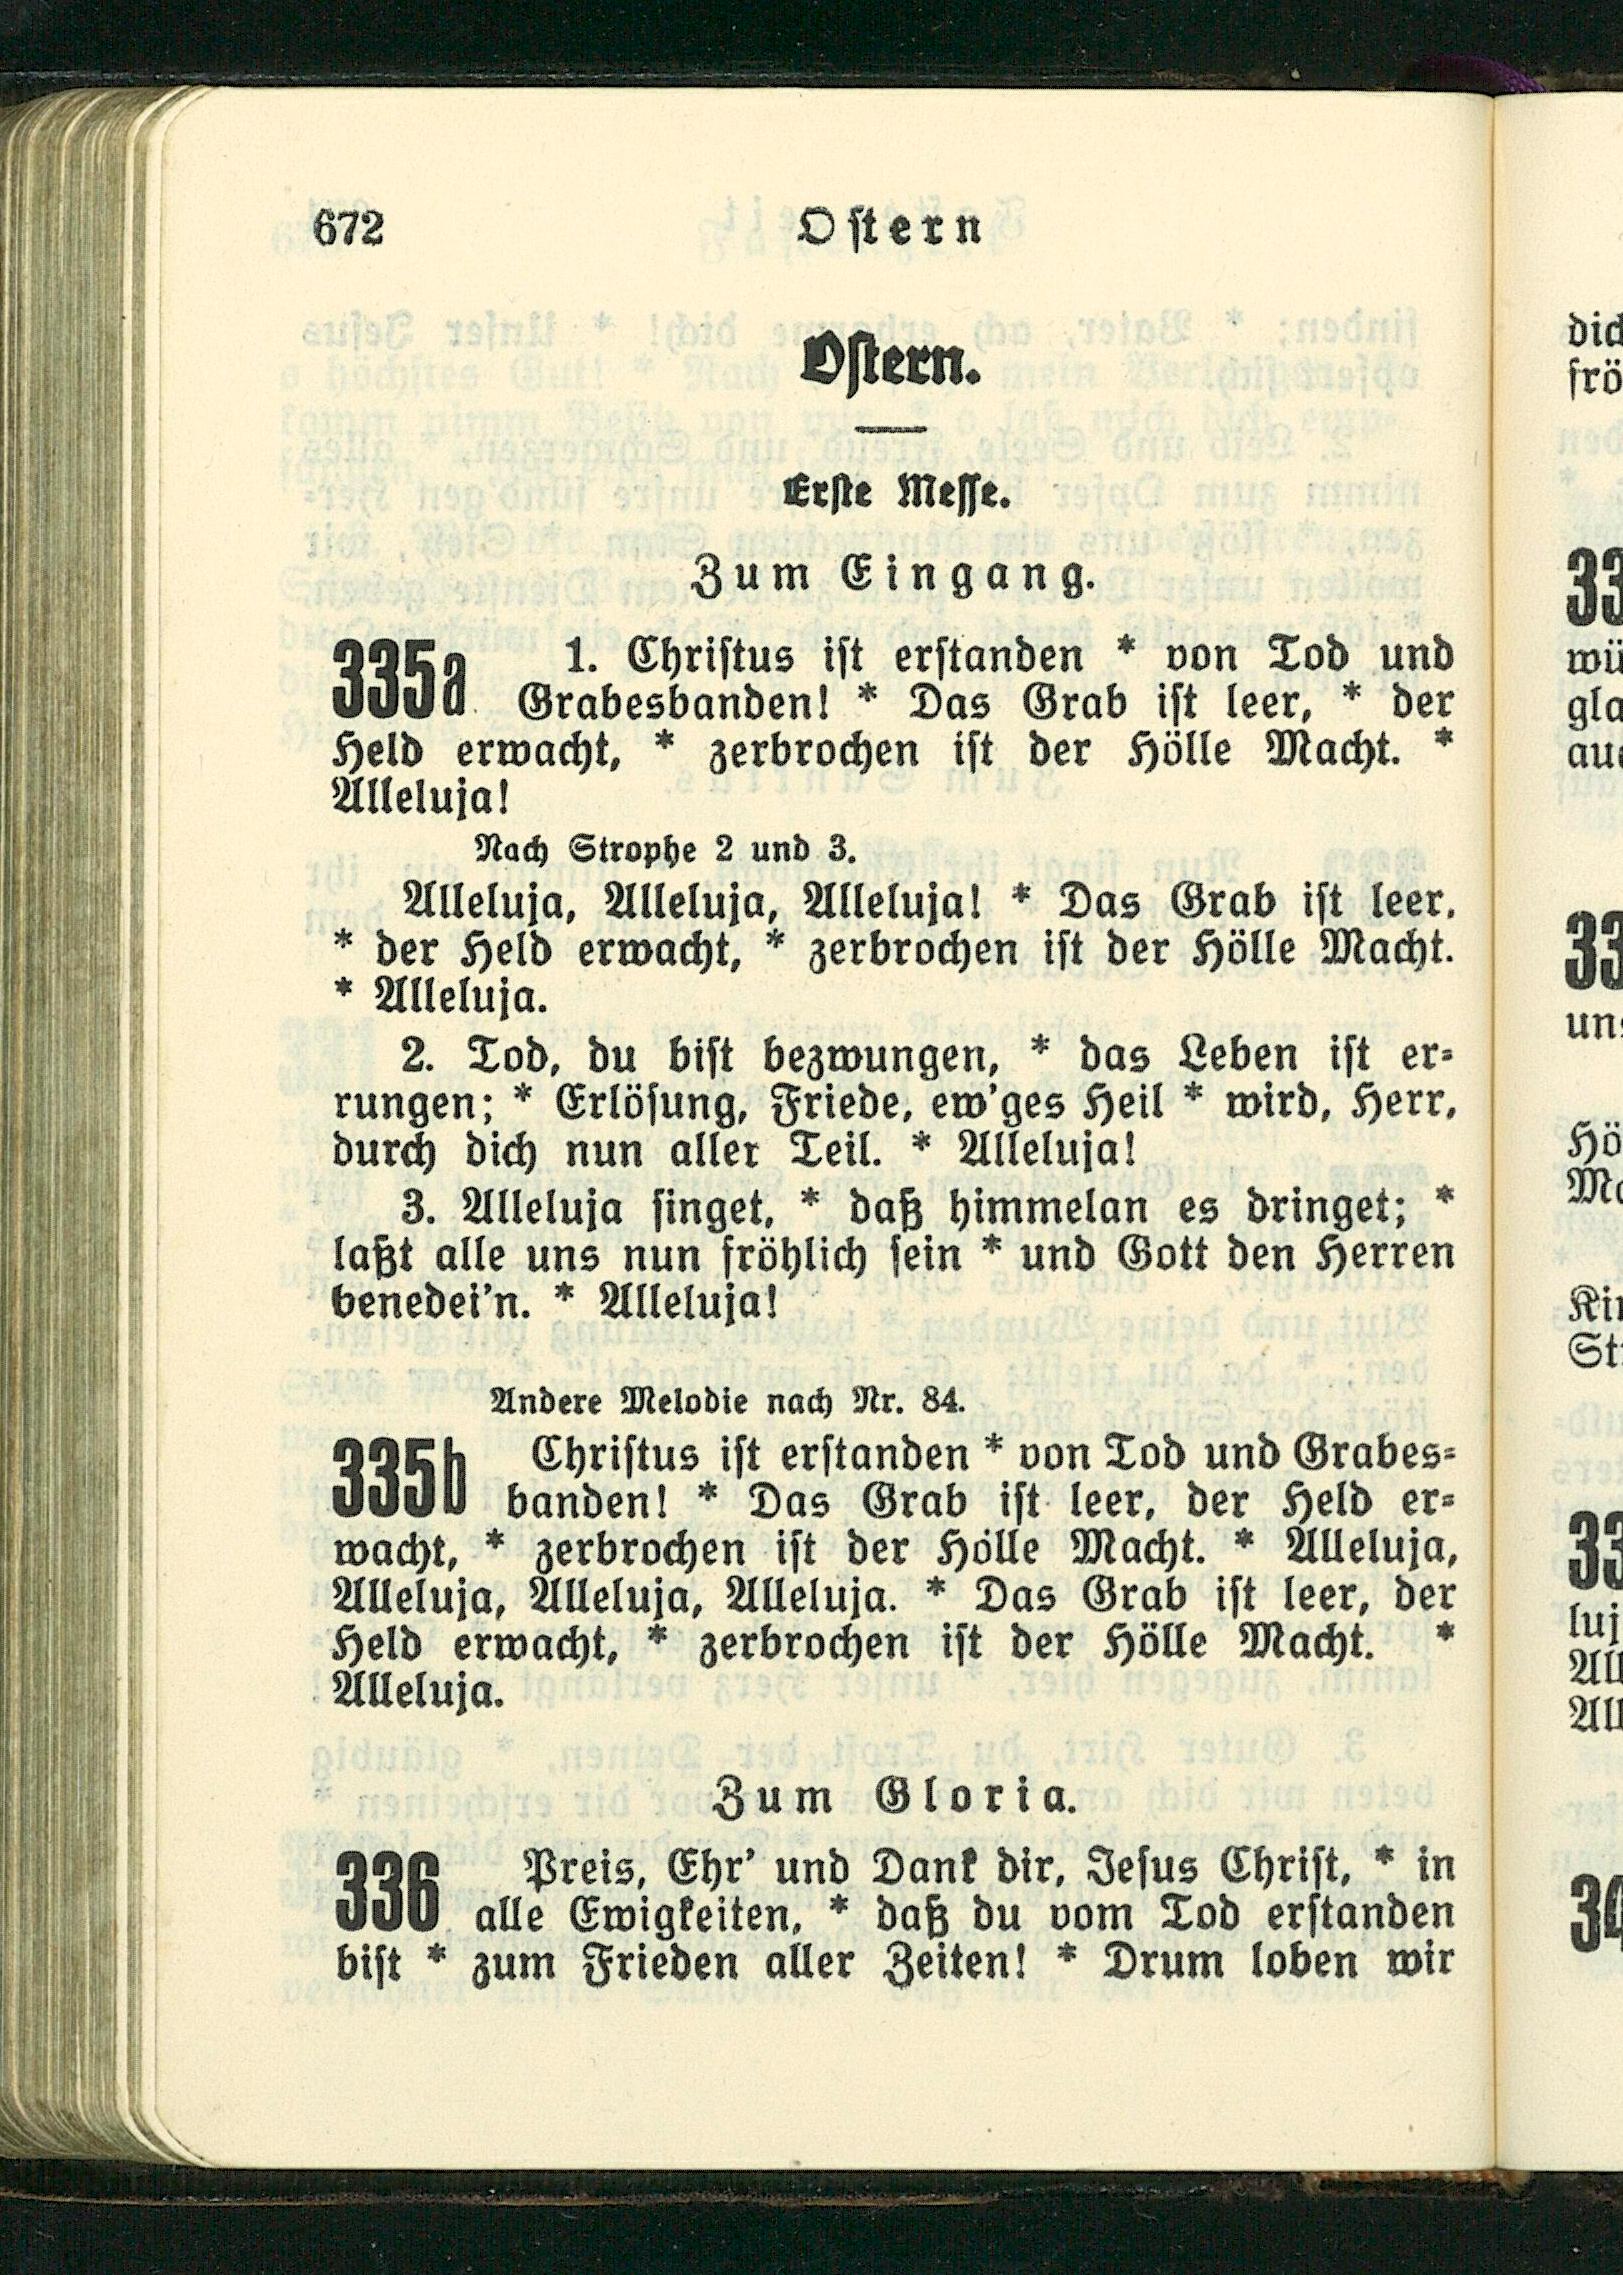 672 Ostern
Ostern.
Erste Messe.
Zum Eingang.
335a 1. Christus ist erstanden * von Tod und
Grabesbanden! * Das Grab ist leer, * der
Held erwacht, * zerbrochen ist der Hölle Macht. *
Alleluja!
Nach Strophe 2 und 3.
Alleluja, Alleluja, Alleluja! * Das Grab ist leer,
* der Held erwacht, * zerbrochen ist der Hölle Macht.
* Alleluja.
2. Tod, du bist bezwungen, * das Leben ist er-
rungen; * Erlösung, Friede, ew'ges Heil * wird, Herr,
durch dich nun aller Teil. * Alleluja!
3. Alleluja singet, * daß himmelan es dringet; *
laßt alle uns nun fröhlich sein * und Gott den Herren
benedei'n. * Alleluja!
Andere Melodie nach Nr. 84.
335b Christus ist erstanden * von Tod und Grabes-
banden! * Das Grab ist leer, der Held er-
wacht, * zerbrochen ist der Hölle Macht. * Alleluja,
Alleluja, Alleluja, Alleluja. * Das Grab ist leer, der
Held erwacht, * zerbrochen ist der Hölle Macht. *
Alleluja.
Zum Gloria.
336 Preis, Ehr' und Dank dir, Jesus Christ, * in
alle Ewigkeiten, * daß du vom Tod erstanden
bist * zum Frieden aller Zeiten! * Drum loben wir